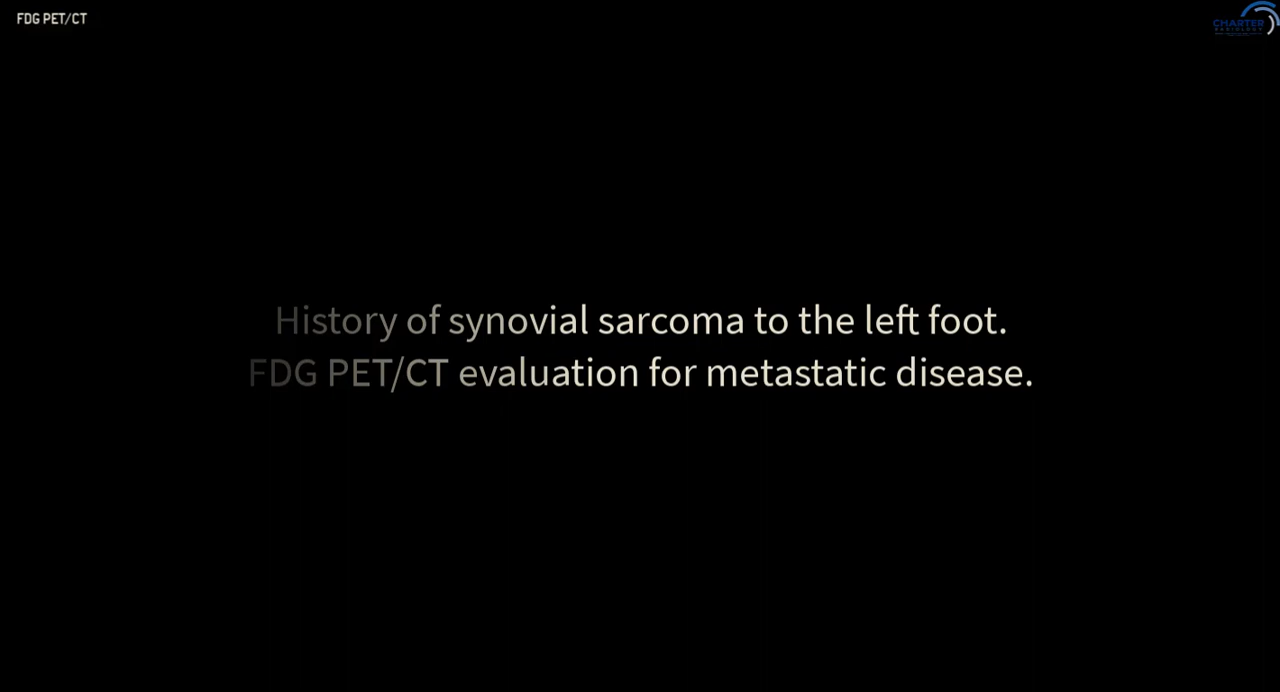 FDG PET/CT
CHARTER
RADIOLOGY
History of synovial sarcoma to the left foot.
FDG PET/CT evaluation for metastatic disease.